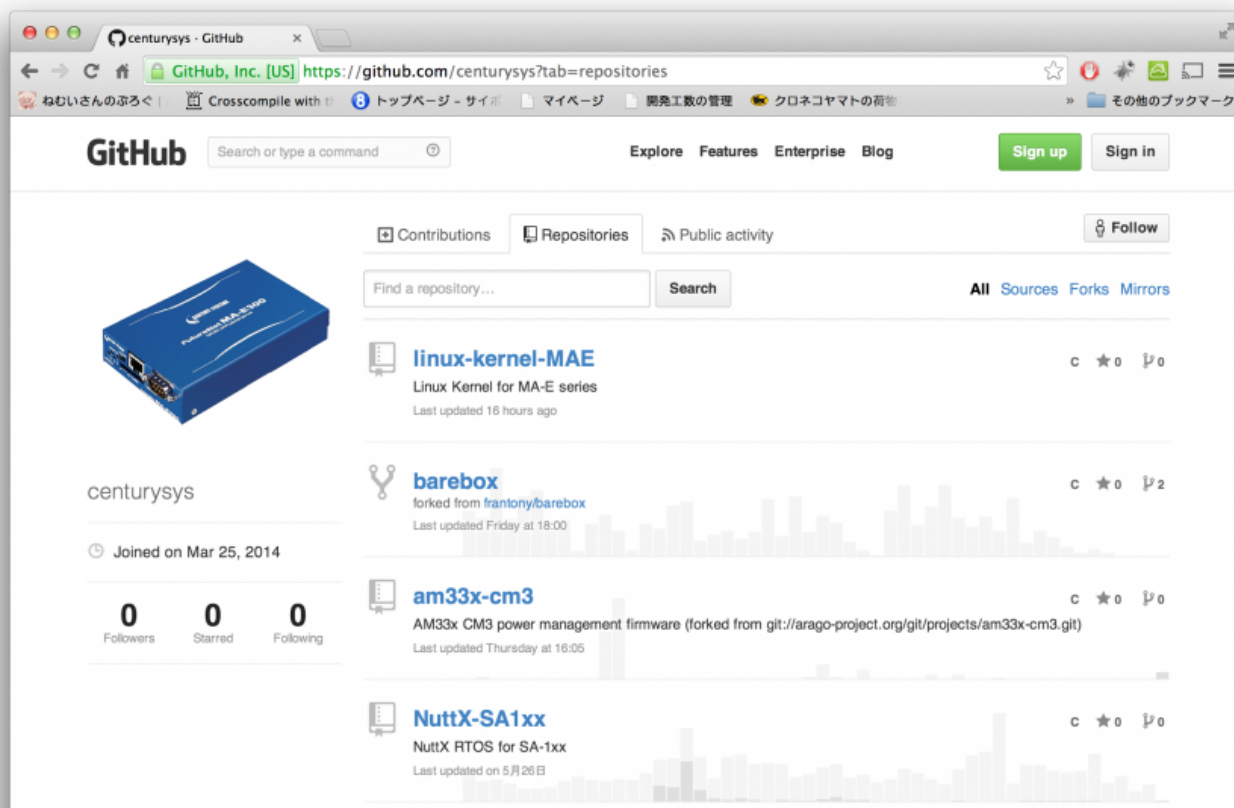 centurysys · GitHub
GitHub, Inc. [US] https://github.com/centurysys?tab=repositories
ねむいさんのぶろぐ | Crosscompile with トップページ - サイボ マイページ 開発工数の管理 クロネコヤマトの荷物 » その他のブックマーク
GitHub Search or type a command Explore Features Enterprise Blog Sign up Sign in
Contributions Repositories Public activity Follow
Find a repository... Search All Sources Forks Mirrors
FutureNet MA-E300
linux-kernel-MAE C 0 0
Linux Kernel for MA-E series
Last updated 16 hours ago
barebox C 0 2
forked from frantony/barebox
Last updated Friday at 18:00
centurysys
Joined on Mar 25, 2014
0 0 0
Followers Starred Following
am33x-cm3 C 0 0
AM33x CM3 power management firmware (forked from git://arago-project.org/git/projects/am33x-cm3.git)
Last updated Thursday at 16:05
NuttX-SA1xx C 0 0
NuttX RTOS for SA-1xx
Last updated on 5月26日